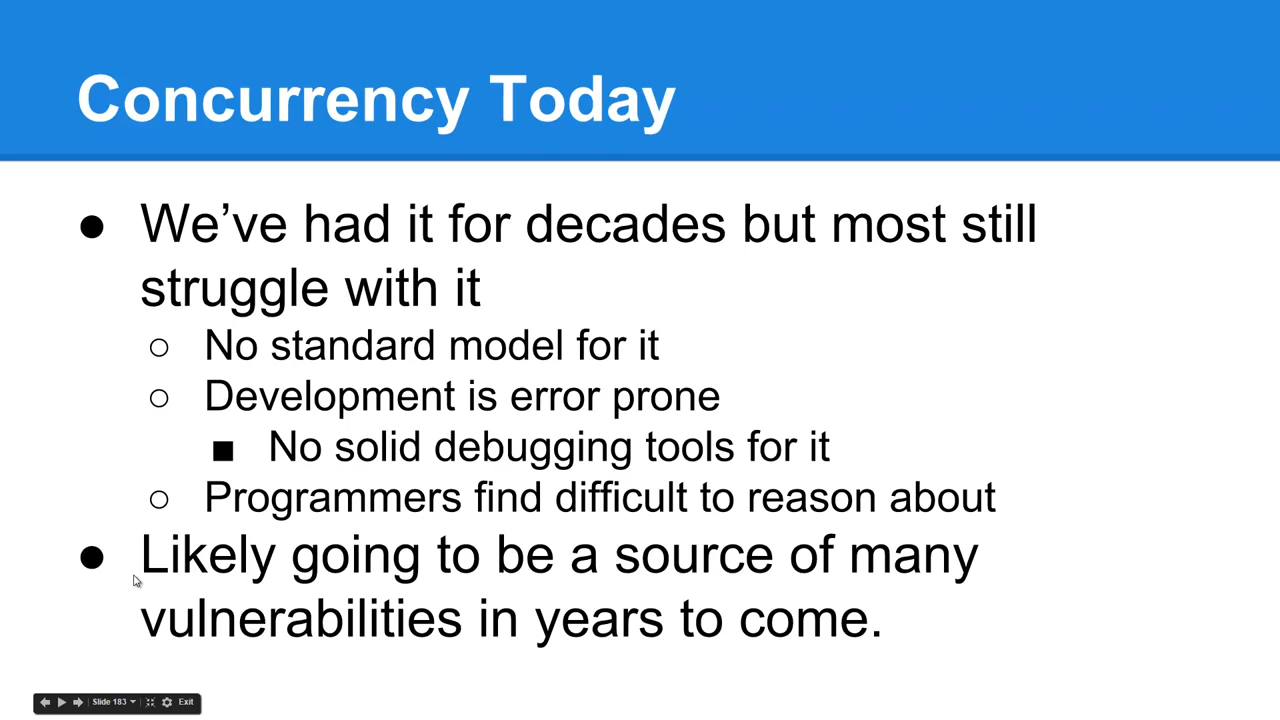 Concurrency Today
● We’ve had it for decades but most still
struggle with it
○ No standard model for it
○ Development is error prone
■ No solid debugging tools for it
○ Programmers find difficult to reason about
● Likely going to be a source of many
vulnerabilities in years to come.
Slide 183 Exit